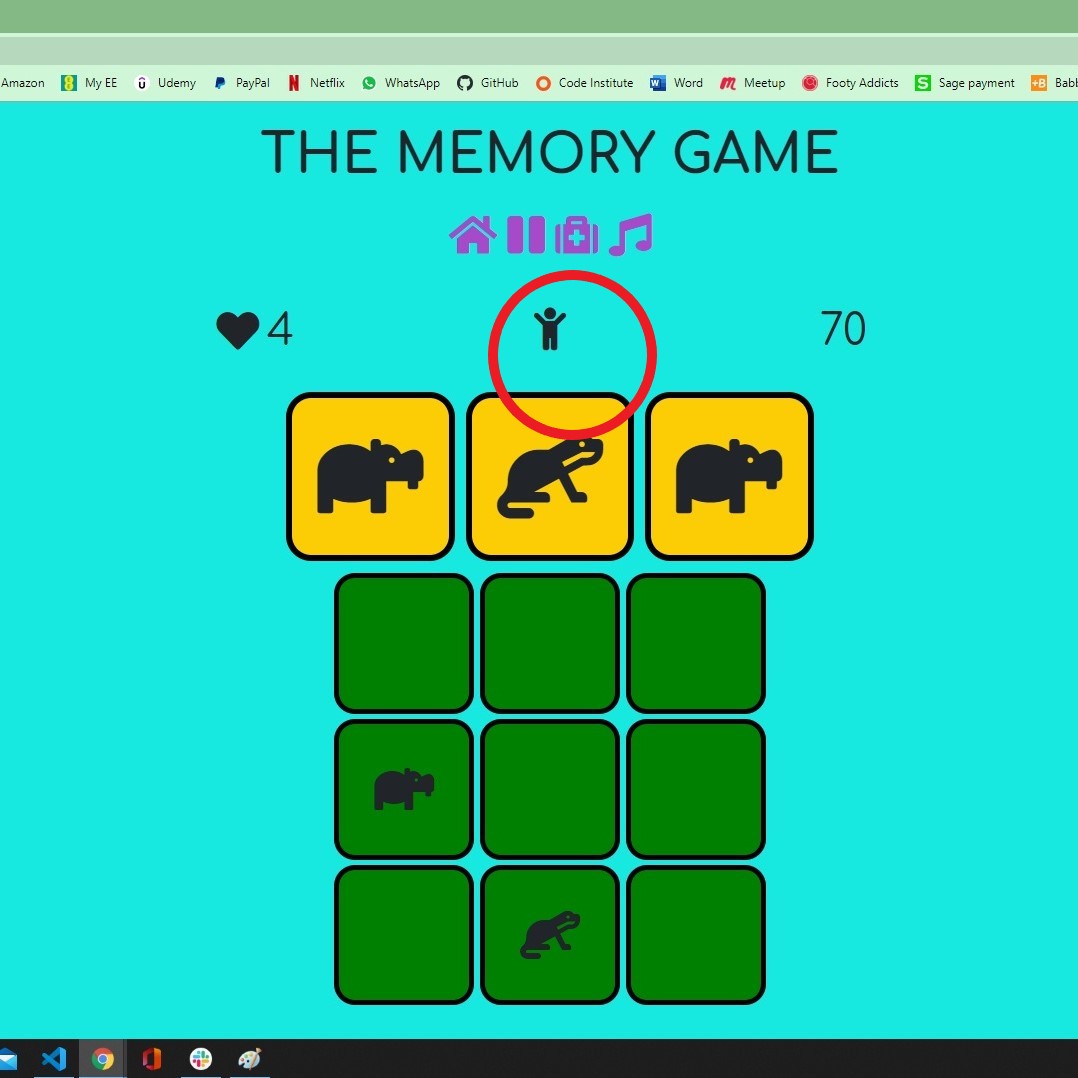 Amazon My EE Udemy PayPal Netflix WhatsApp GitHub Code Institute Word Meetup Footy Addicts Sage payment
THE MEMORY GAME
4 70